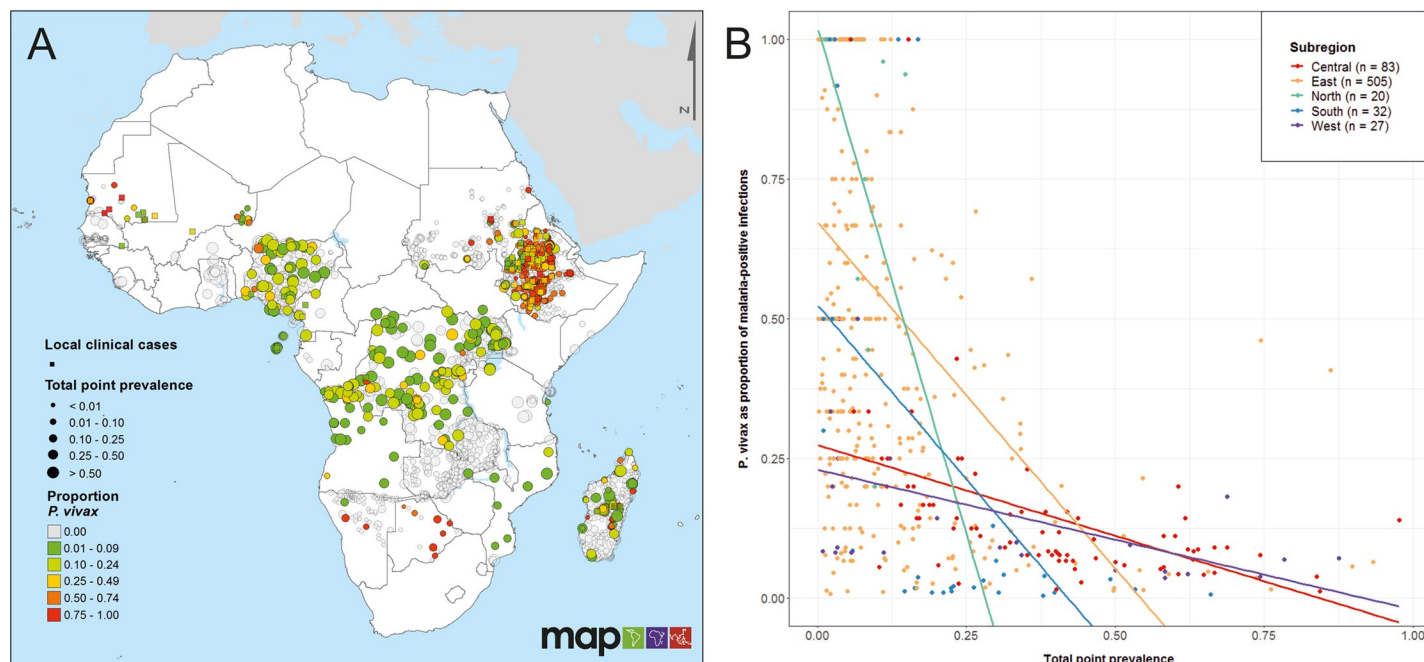 A
N
Local clinical cases
Total point prevalence
< 0.01
0.01 - 0.10
0.10 - 0.25
0.25 - 0.50
> 0.50
Proportion
P. vivax
0.00
0.01 - 0.09
0.10 - 0.24
0.25 - 0.49
0.50 - 0.74
0.75 - 1.00
map
B
Subregion
Central (n = 83)
East (n = 505)
North (n = 20)
South (n = 32)
West (n = 27)
P. vivax as proportion of malaria-positive infections
1.00
0.75
0.50
0.25
0.00
0.00 0.25 0.50 0.75 1.00
Total point prevalence